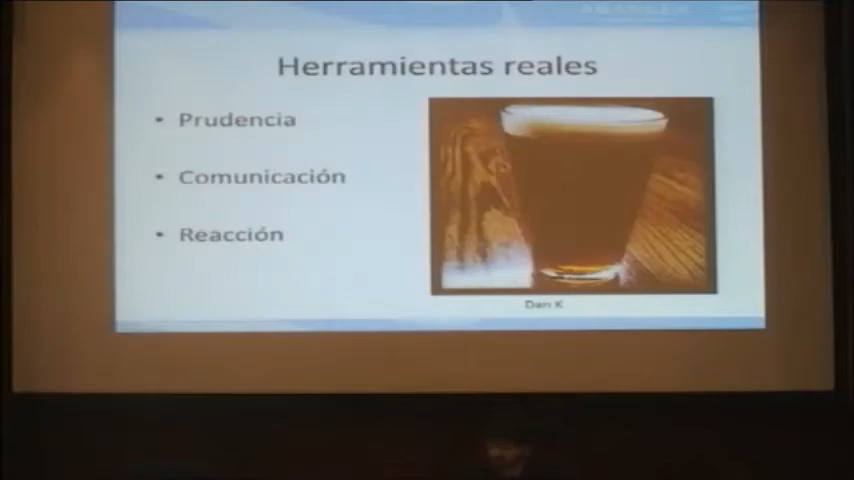 Herramientas reales
• Prudencia
• Comunicación
• Reacción
Dan K